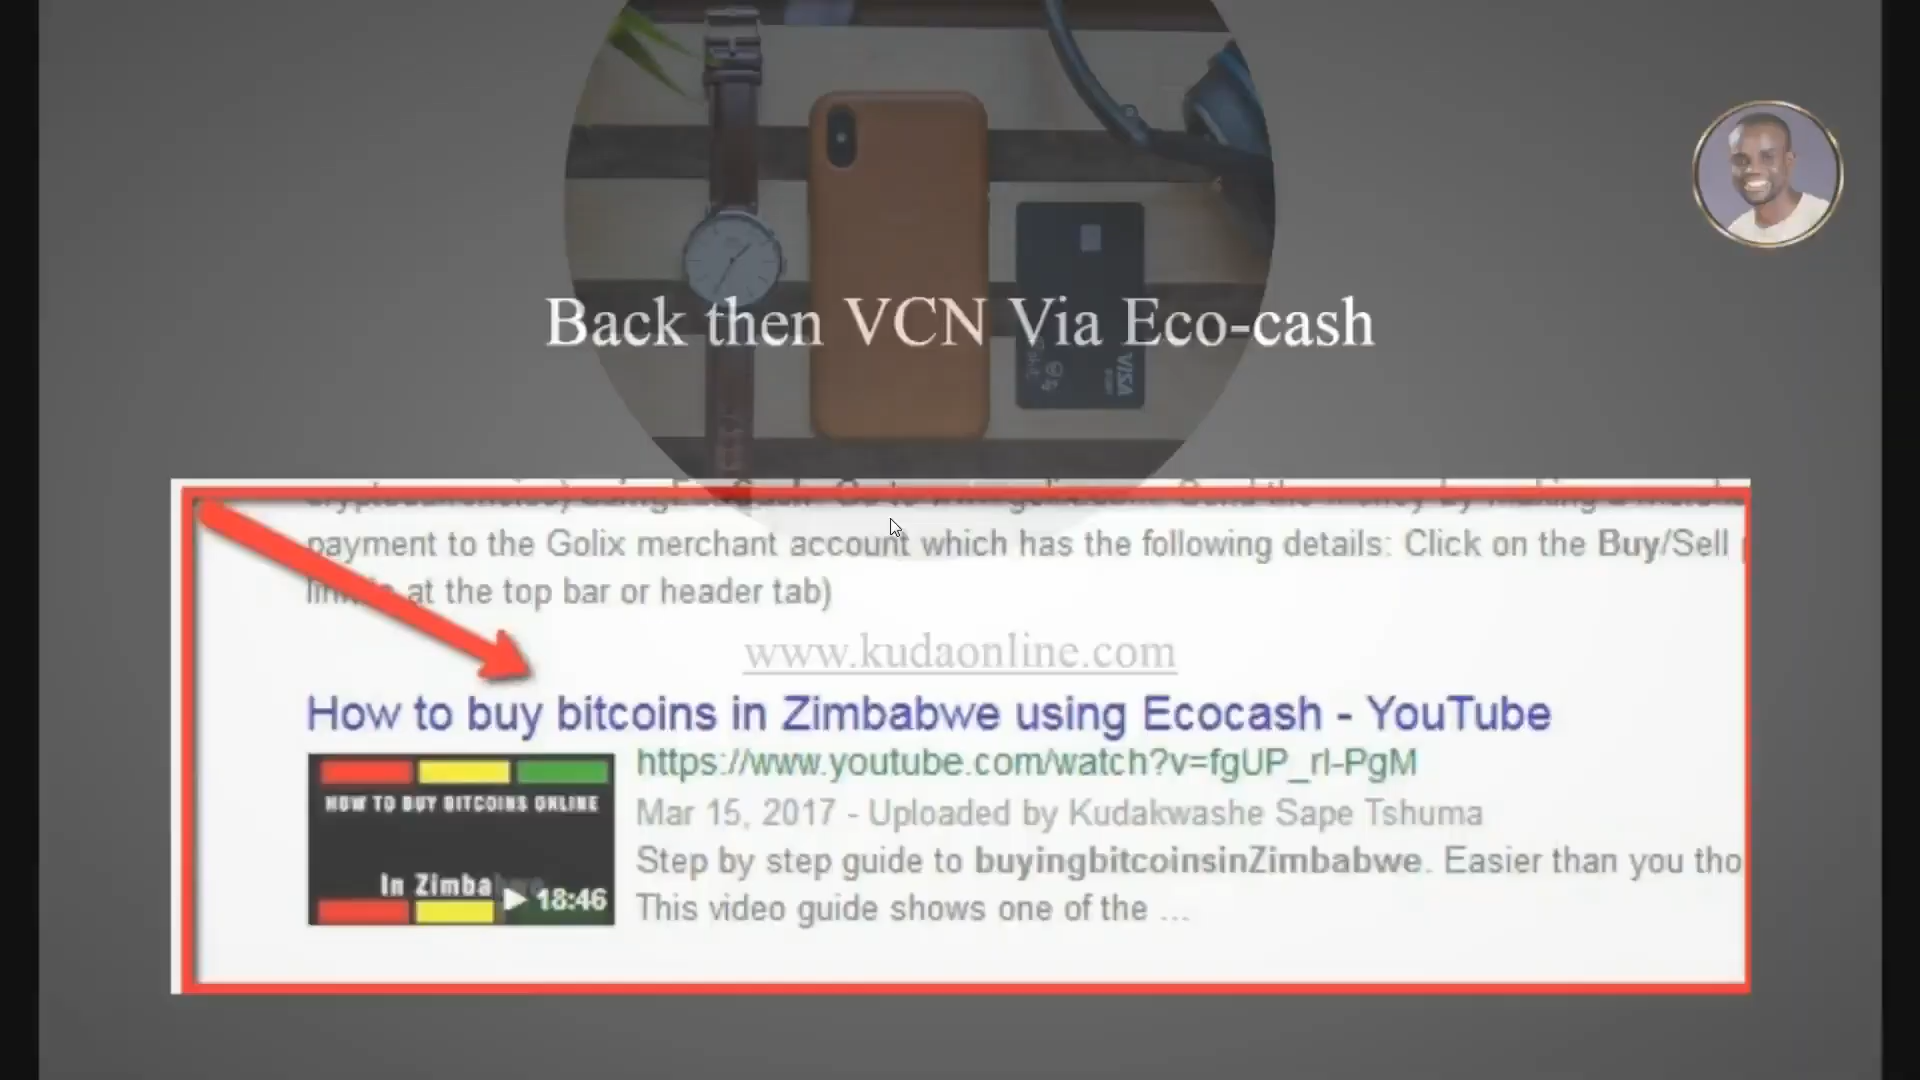 VISA
Back then VCN Via Eco-cash
payment to the Golix merchant account which has the following details: Click on the Buy/Sell
at the top bar or header tab)
www.kudaonline.com
How to buy bitcoins in Zimbabwe using Ecocash - YouTube
https://www.youtube.com/watch?v=fgUP_rl-PgM
HOW TO BUY BITCOINS ONLINE
In Zimba
18:46
Mar 15, 2017 - Uploaded by Kudakwashe Sape Tshuma
Step by step guide to buyingbitcoinsinZimbabwe. Easier than you tho
This video guide shows one of the ...